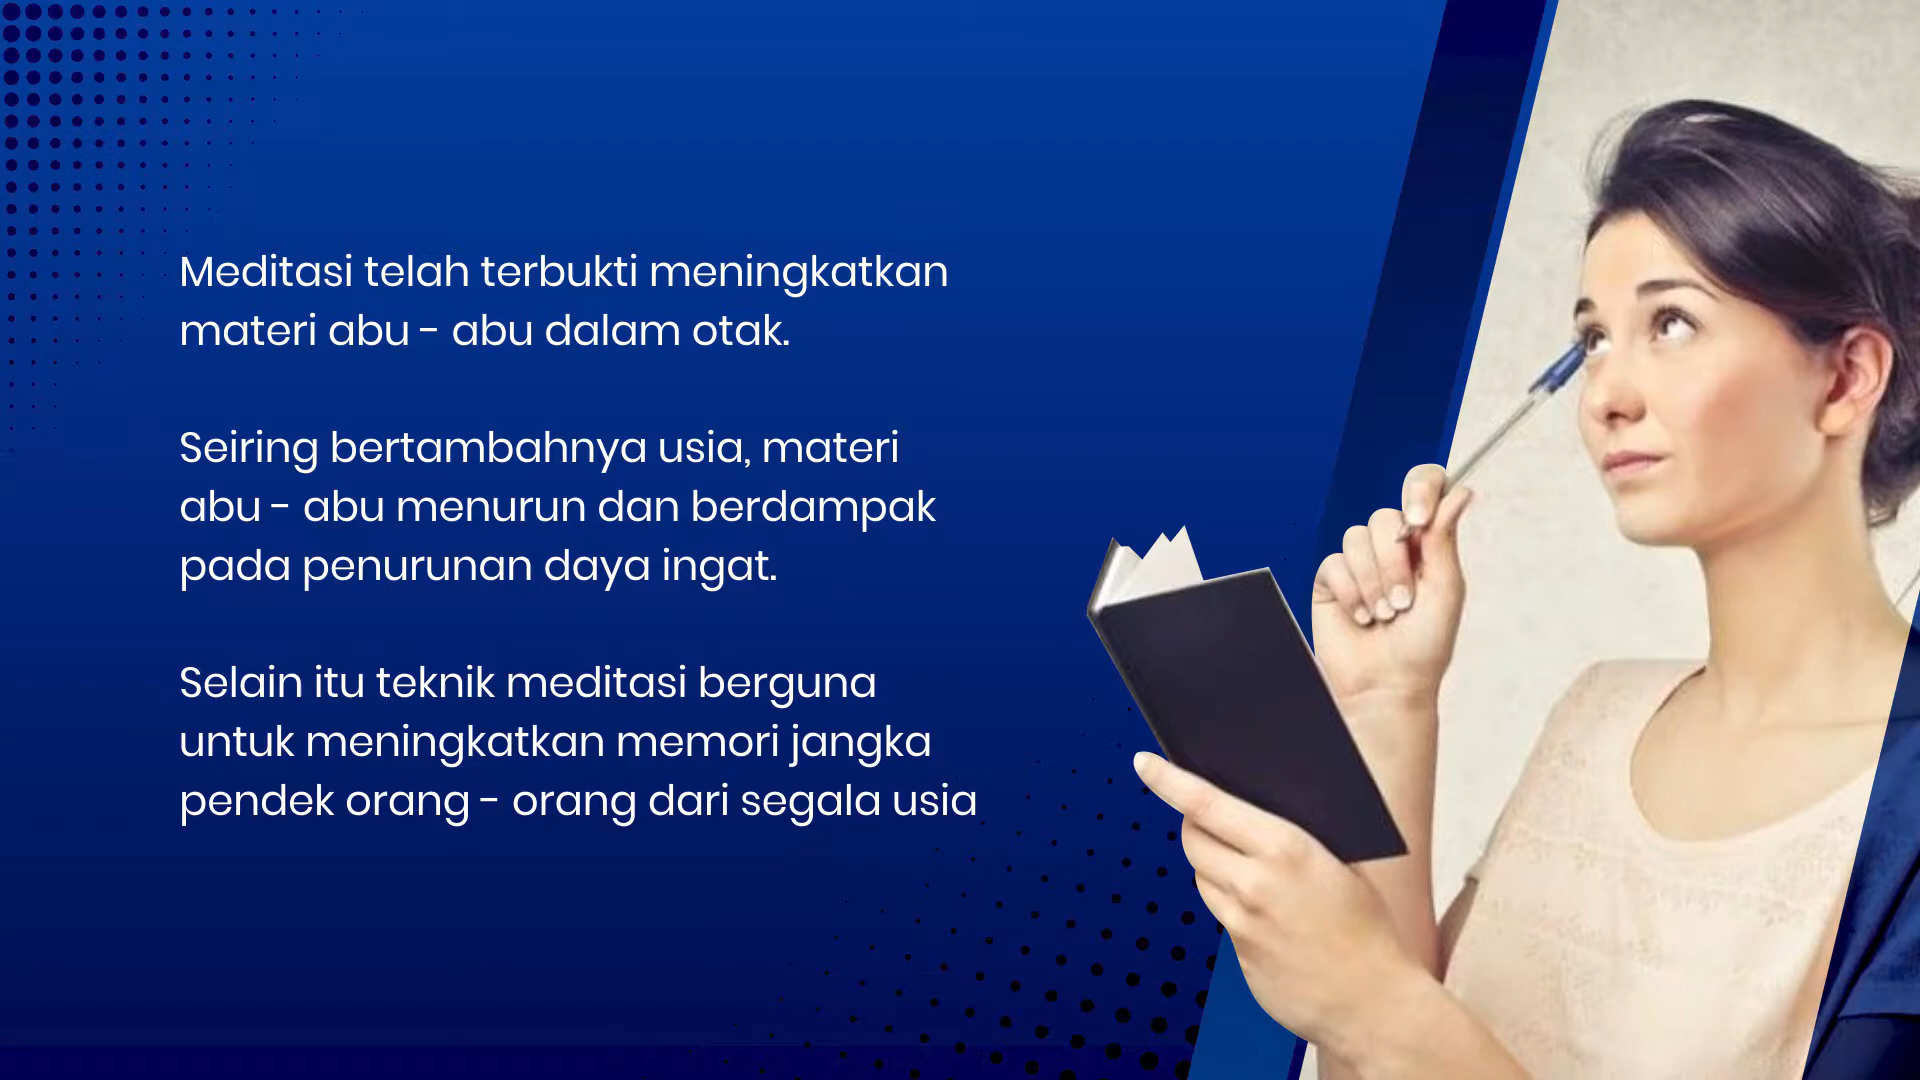 Meditasi telah terbukti meningkatkan
materi abu - abu dalam otak.
Seiring bertambahnya usia, materi
abu - abu menurun dan berdampak
pada penurunan daya ingat.
Selain itu teknik meditasi berguna
untuk meningkatkan memori jangka
pendek orang - orang dari segala usia